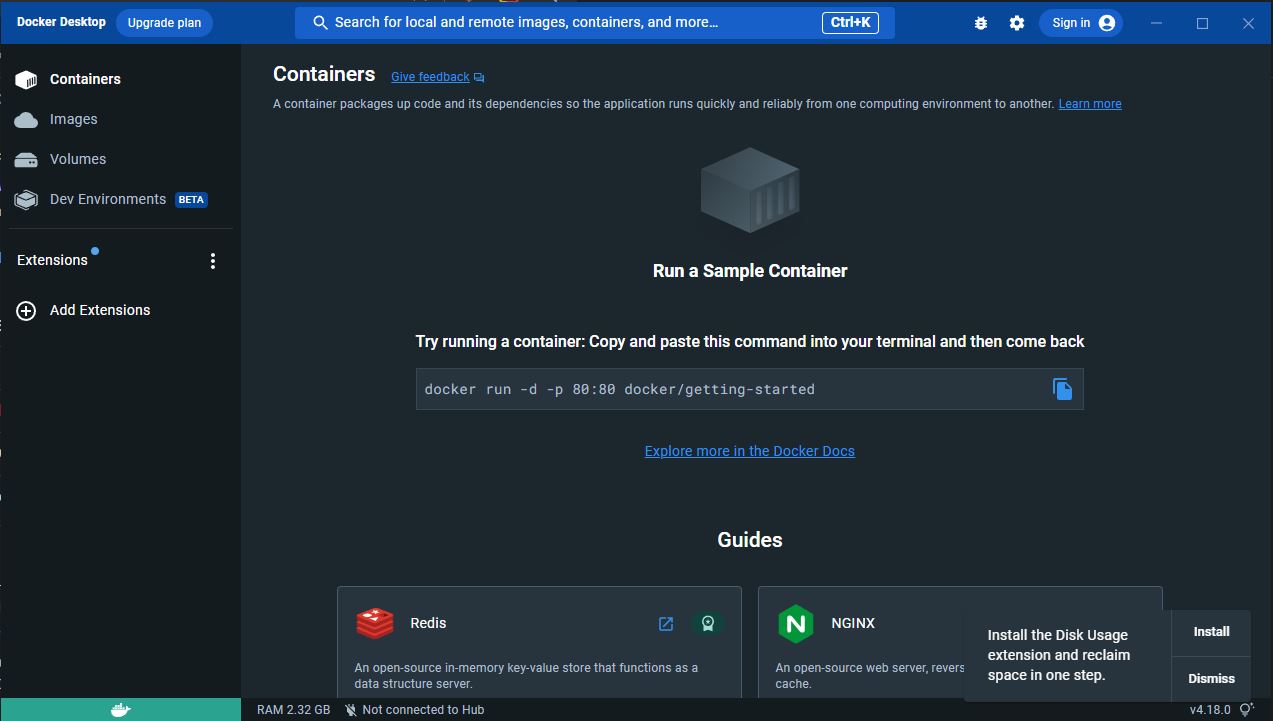 Docker Desktop Upgrade plan Search for local and remote images, containers, and more... Ctrl+K Sign in
Containers
Images
Volumes
Dev Environments BETA
Extensions
Add Extensions
Containers Give feedback
A container packages up code and its dependencies so the application runs quickly and reliably from one computing environment to another. Learn more
Run a Sample Container
Try running a container: Copy and paste this command into your terminal and then come back
docker run -d -p 80:80 docker/getting-started
Explore more in the Docker Docs
Guides
Redis
An open-source in-memory key-value store that functions as a
data structure server.
N NGINX
An open-source web server, revers
cache.
Install the Disk Usage
extension and reclaim
space in one step.
Install
Dismiss
RAM 2.32 GB Not connected to Hub v4.18.0